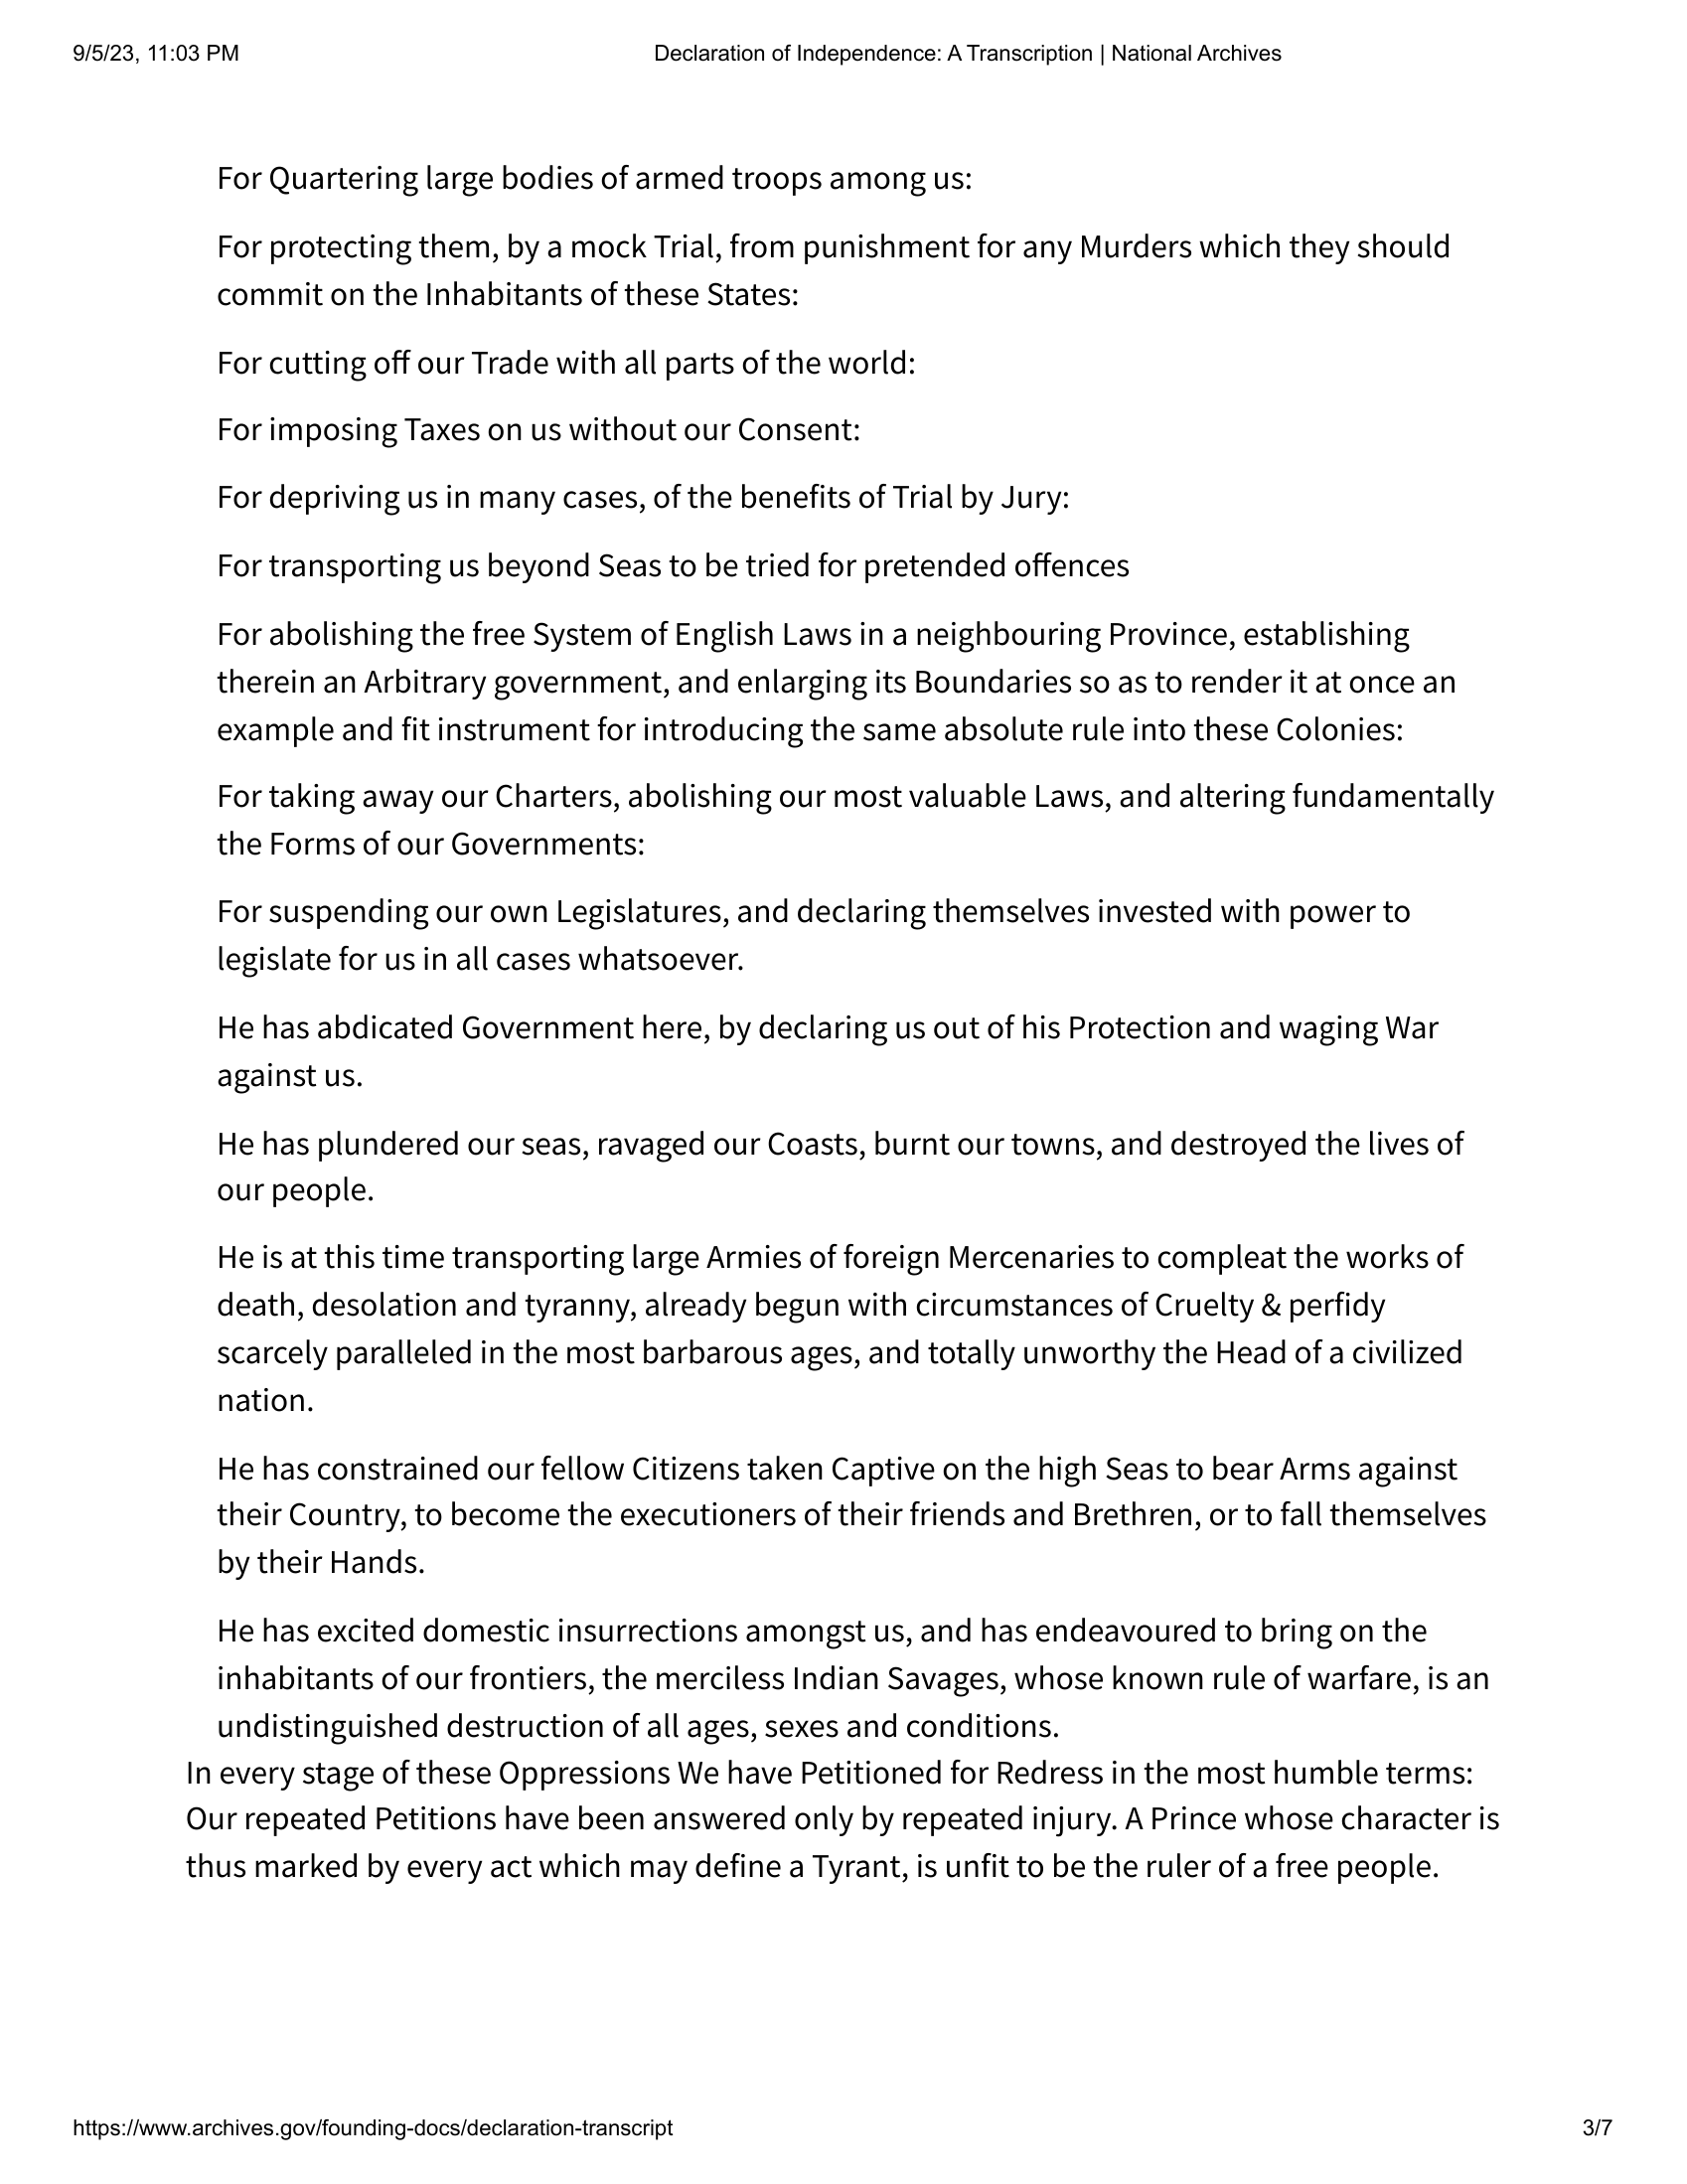 9/5/23, 11:03 PM Declaration of Independence: A Transcription | National Archives
For Quartering large bodies of armed troops among us:
For protecting them, by a mock Trial, from punishment for any Murders which they should
commit on the Inhabitants of these States:
For cutting off our Trade with all parts of the world:
For imposing Taxes on us without our Consent:
For depriving us in many cases, of the benefits of Trial by Jury:
For transporting us beyond Seas to be tried for pretended offences
For abolishing the free System of English Laws in a neighbouring Province, establishing
therein an Arbitrary government, and enlarging its Boundaries so as to render it at once an
example and fit instrument for introducing the same absolute rule into these Colonies:
For taking away our Charters, abolishing our most valuable Laws, and altering fundamentally
the Forms of our Governments:
For suspending our own Legislatures, and declaring themselves invested with power to
legislate for us in all cases whatsoever.
He has abdicated Government here, by declaring us out of his Protection and waging War
against us.
He has plundered our seas, ravaged our Coasts, burnt our towns, and destroyed the lives of
our people.
He is at this time transporting large Armies of foreign Mercenaries to compleat the works of
death, desolation and tyranny, already begun with circumstances of Cruelty & perfidy
scarcely paralleled in the most barbarous ages, and totally unworthy the Head of a civilized
nation.
He has constrained our fellow Citizens taken Captive on the high Seas to bear Arms against
their Country, to become the executioners of their friends and Brethren, or to fall themselves
by their Hands.
He has excited domestic insurrections amongst us, and has endeavoured to bring on the
inhabitants of our frontiers, the merciless Indian Savages, whose known rule of warfare, is an
undistinguished destruction of all ages, sexes and conditions.
In every stage of these Oppressions We have Petitioned for Redress in the most humble terms:
Our repeated Petitions have been answered only by repeated injury. A Prince whose character is
thus marked by every act which may define a Tyrant, is unfit to be the ruler of a free people.
https://www.archives.gov/founding-docs/declaration-transcript 3/7